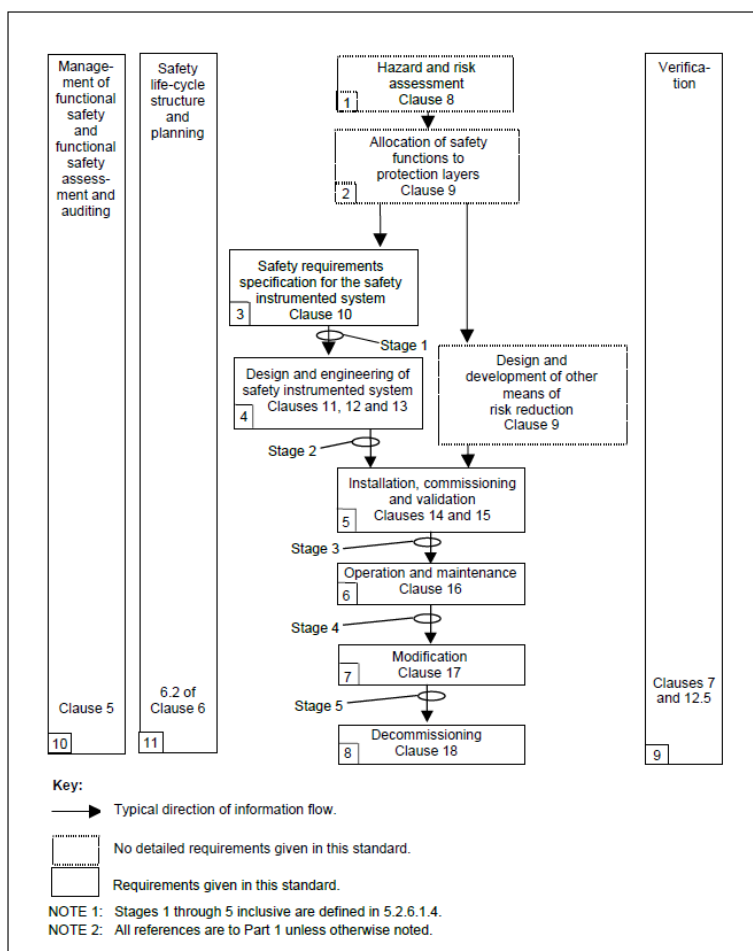 Manage-
ment of
functional
safety
and
functional
safety
assess-
ment and
auditing
Clause 5
10
Safety
life-cycle
structure
and
planning
6.2 of
Clause 6
11
Hazard and risk
assessment
Clause 8
1
Allocation of safety
functions to
protection layers
Clause 9
2
Safety requirements
specification for the safety
instrumented system
Clause 10
3
Stage 1
Design and engineering of
safety instrumented system
Clauses 11, 12 and 13
4
Design and
development of other
means of
risk reduction
Clause 9
Stage 2
Installation, commissioning
and validation
Clauses 14 and 15
5
Stage 3
Operation and maintenance
Clause 16
6
Stage 4
Modification
Clause 17
7
Stage 5
Decommissioning
Clause 18
8
Verifica-
tion
Clauses 7
and 12.5
9
Key:
Typical direction of information flow.
No detailed requirements given in this standard.
Requirements given in this standard.
NOTE 1: Stages 1 through 5 inclusive are defined in 5.2.6.1.4.
NOTE 2: All references are to Part 1 unless otherwise noted.